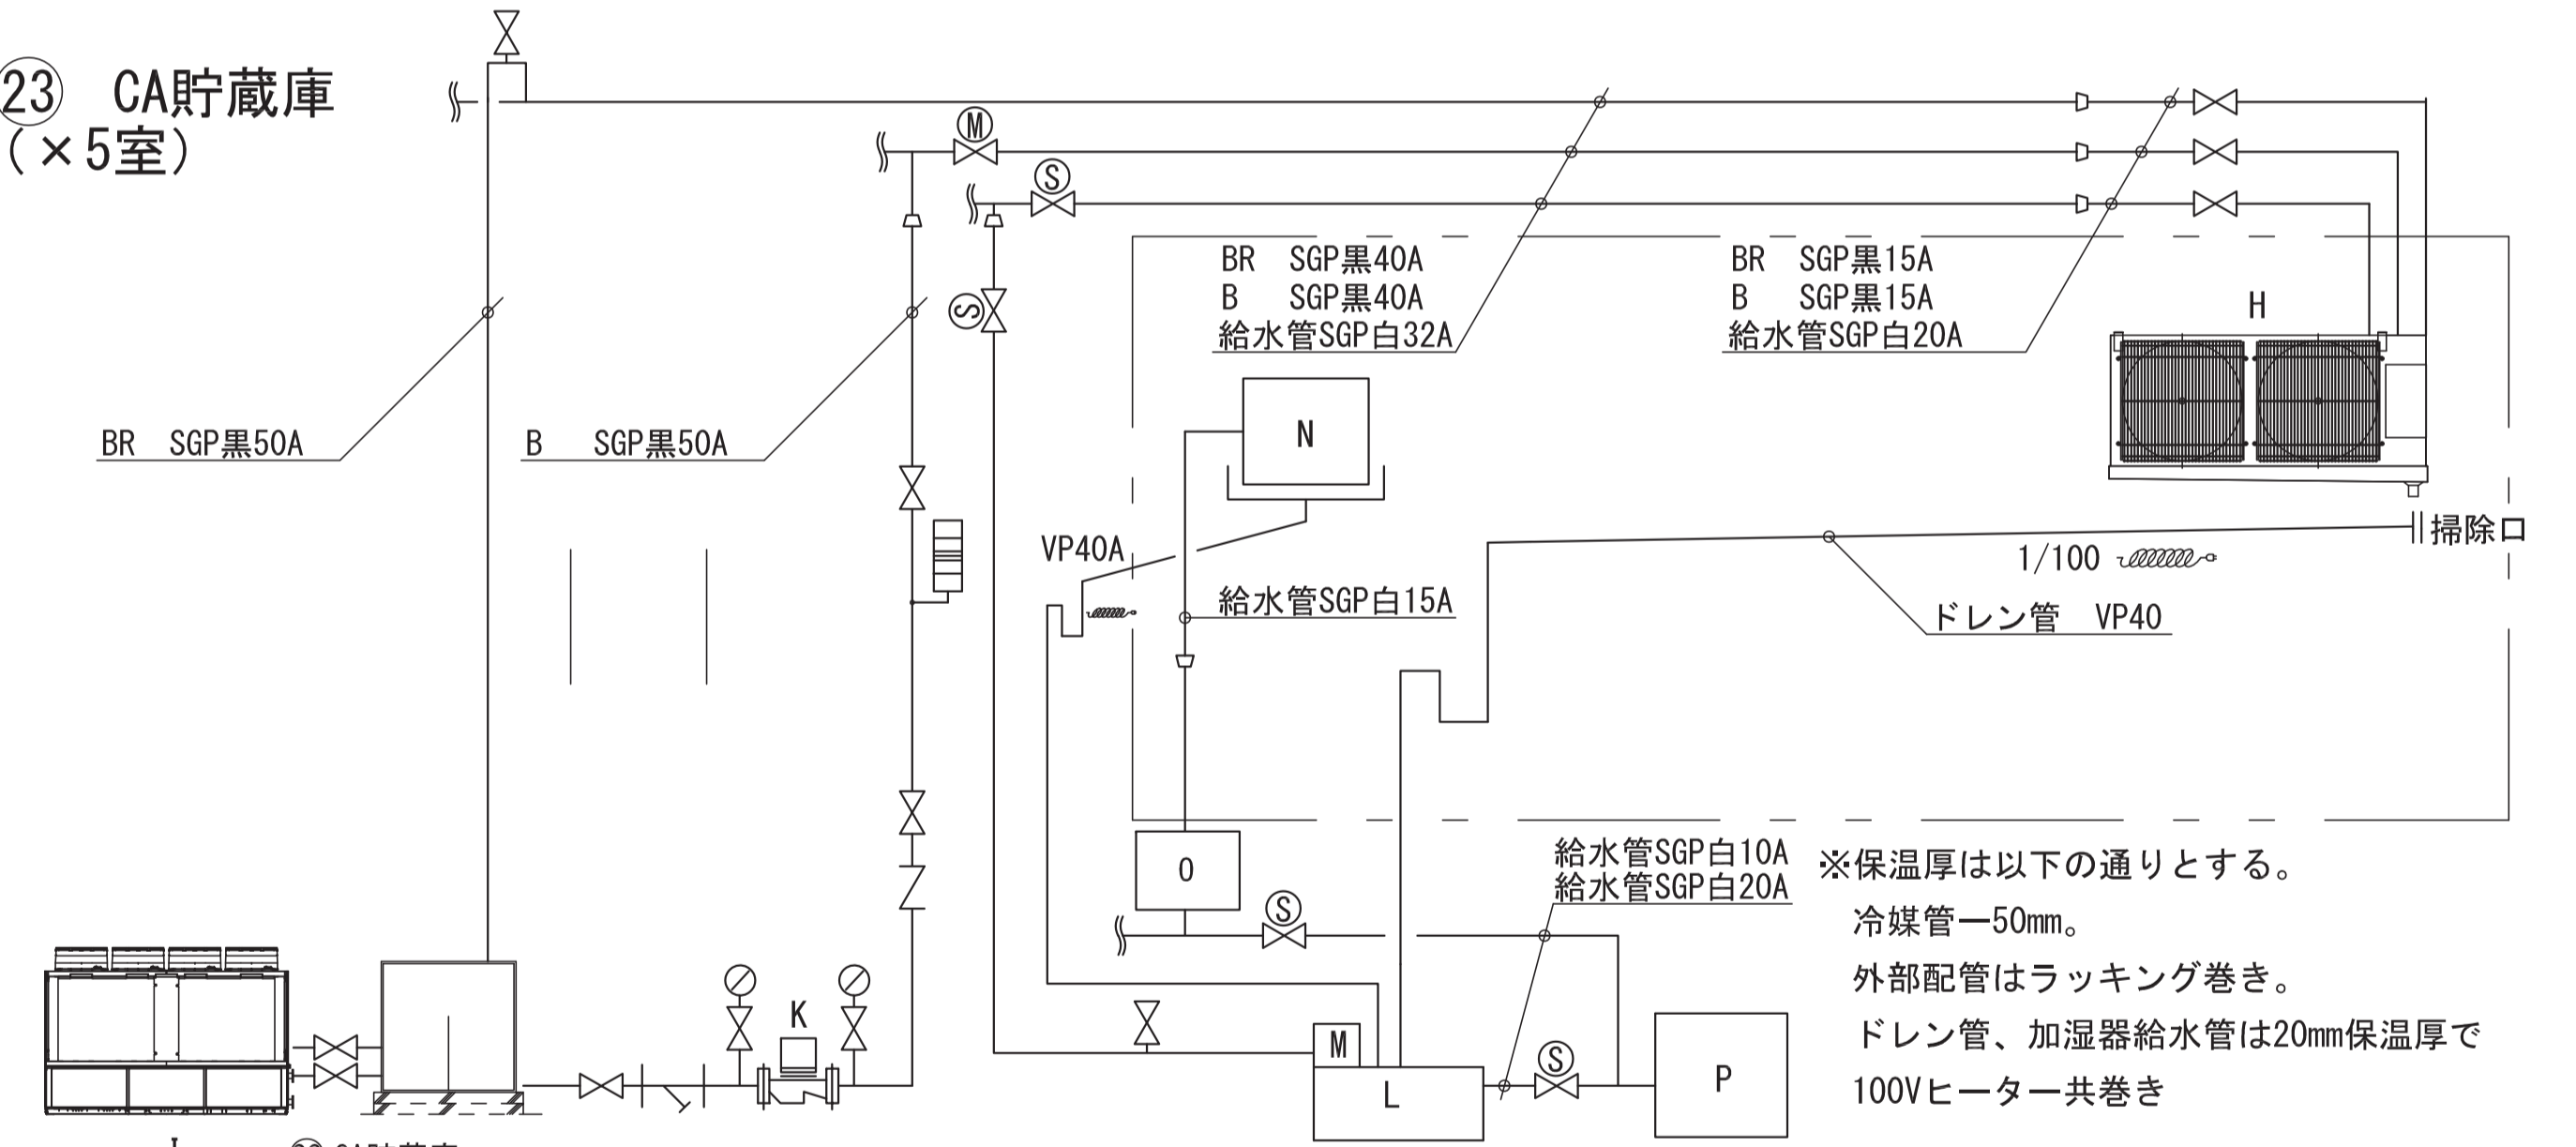 ㉓ CA貯蔵庫
(×5室)
M
S
S
BR SGP黒40A
B SGP黒40A
給水管SGP白32A
BR SGP黒15A
B SGP黒15A
給水管SGP白20A
H
BR SGP黒50A
B SGP黒50A
N
VP40A
給水管SGP白15A
掃除口
1/100
ドレン管 VP40
O
S
給水管SGP白10A
給水管SGP白20A
※保温厚は以下の通りとする。
冷媒管ー50mm。
外部配管はラッキング巻き。
ドレン管、加湿器給水管は20mm保温厚で
100Vヒーター共巻き
K
M
L
S
P